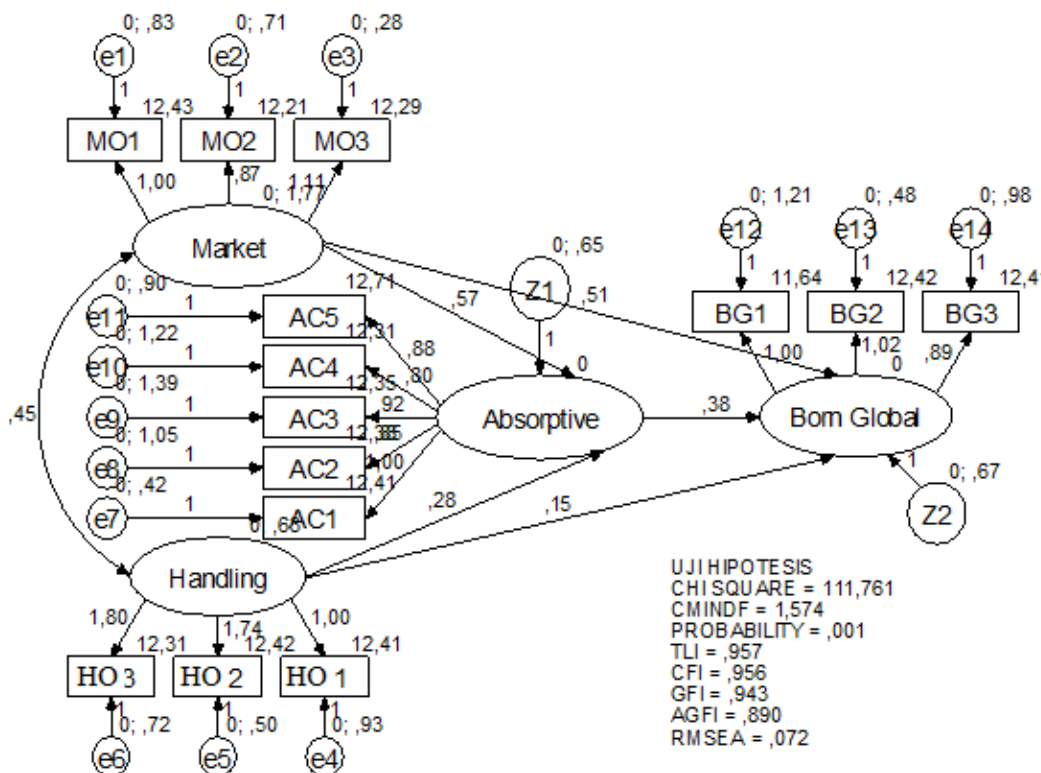 0; ,83
0; ,71
0; ,28
e1
e2
e3
1
1
1
12,43
12,21
12,29
MO1
MO2
MO3
1,00
,87
1,11
0; 1,77
Market
0; 1,21
0; ,48
0; ,98
e12
e13
e14
1
1
1
11,64
12,42
12,41
BG1
BG2
BG3
1,00
1,02
,89
0
0; ,65
Z1
1
,57
,51
0
0; ,90
e11
1
12,71
AC5
0; 1,22
e10
1
12,31
AC4
0; 1,39
e9
1
12,35
AC3
0; 1,05
e8
1
AC2
0; ,42
e7
1
12,41
AC1
,88
,80
,92
1,00
Absorptive
,38
Born Global
,45
,28
,15
1
0; ,67
Z2
Handling
1,80
1,74
1,00
12,31
12,42
12,41
HO 3
HO 2
HO 1
1
1
1
0; ,72
0; ,50
0; ,93
e6
e5
e4
UJI HIPOTESIS
CHI SQUARE = 111,761
CMINDF = 1,574
PROBABILITY = ,001
TLI = ,957
CFI = ,956
GFI = ,943
AGFI = ,890
RMSEA = ,072